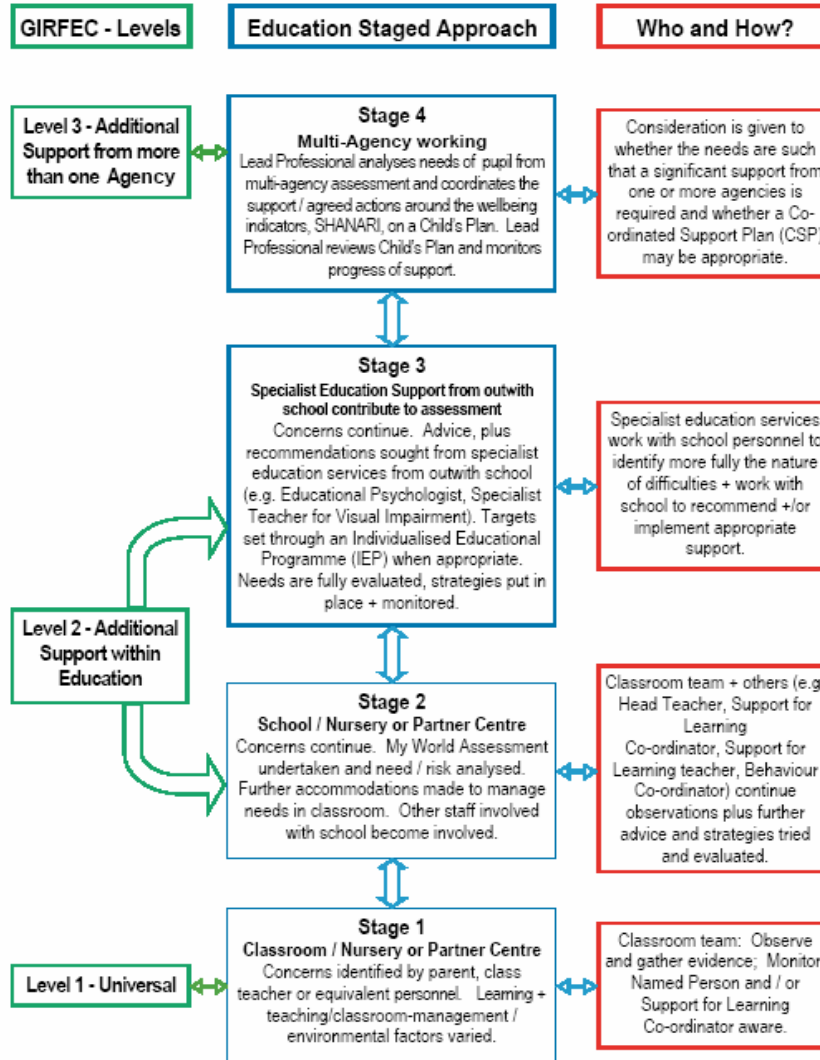 GIRFEC - Levels
Education Staged Approach
Who and How?
Level 3 - Additional
Support from more
than one Agency
Stage 4
Multi-Agency working
Lead Professional analyses needs of pupil from
multi-agency assessment and coordinates the
support / agreed actions around the wellbeing
indicators, SHANARI, on a Child's Plan. Lead
Professional reviews Child's Plan and monitors
progress of support.
Consideration is given to
whether the needs are such
that a significant support from
one or more agencies is
required and whether a Co-
ordinated Support Plan (CSP)
may be appropriate.
Stage 3
Specialist Education Support from outwith
school contribute to assessment
Concerns continue. Advice, plus
recommendations sought from specialist
education services from outwith school
(e.g. Educational Psychologist, Specialist
Teacher for Visual Impairment). Targets
set through an Individualised Educational
Programme (IEP) when appropriate.
Needs are fully evaluated, strategies put in
place + monitored.
Specialist education services
work with school personnel to
identify more fully the nature
of difficulties + work with
school to recommend +/or
implement appropriate
support.
Level 2 - Additional
Support within
Education
Stage 2
School / Nursery or Partner Centre
Concerns continue. My World Assessment
undertaken and need / risk analysed.
Further accommodations made to manage
needs in classroom. Other staff involved
with school become involved.
Classroom team + others (e.g
Head Teacher, Support for
Learning
Co-ordinator, Support for
Learning teacher, Behaviour
Co-ordinator) continue
observations plus further
advice and strategies tried
and evaluated.
Level 1 - Universal
Stage 1
Classroom / Nursery or Partner Centre
Concerns identified by parent, class
teacher or equivalent personnel. Learning +
teaching/classroom-management /
environmental factors varied.
Classroom team: Observe
and gather evidence; Monitor
Named Person and / or
Support for Learning
Co-ordinator aware.